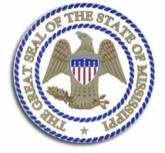 THE GREAT SEAL OF THE STATE OF MISSISSIPPI